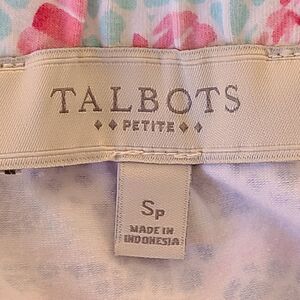 TALBOTS
PETITE
SP
MADE IN
INDONESIA